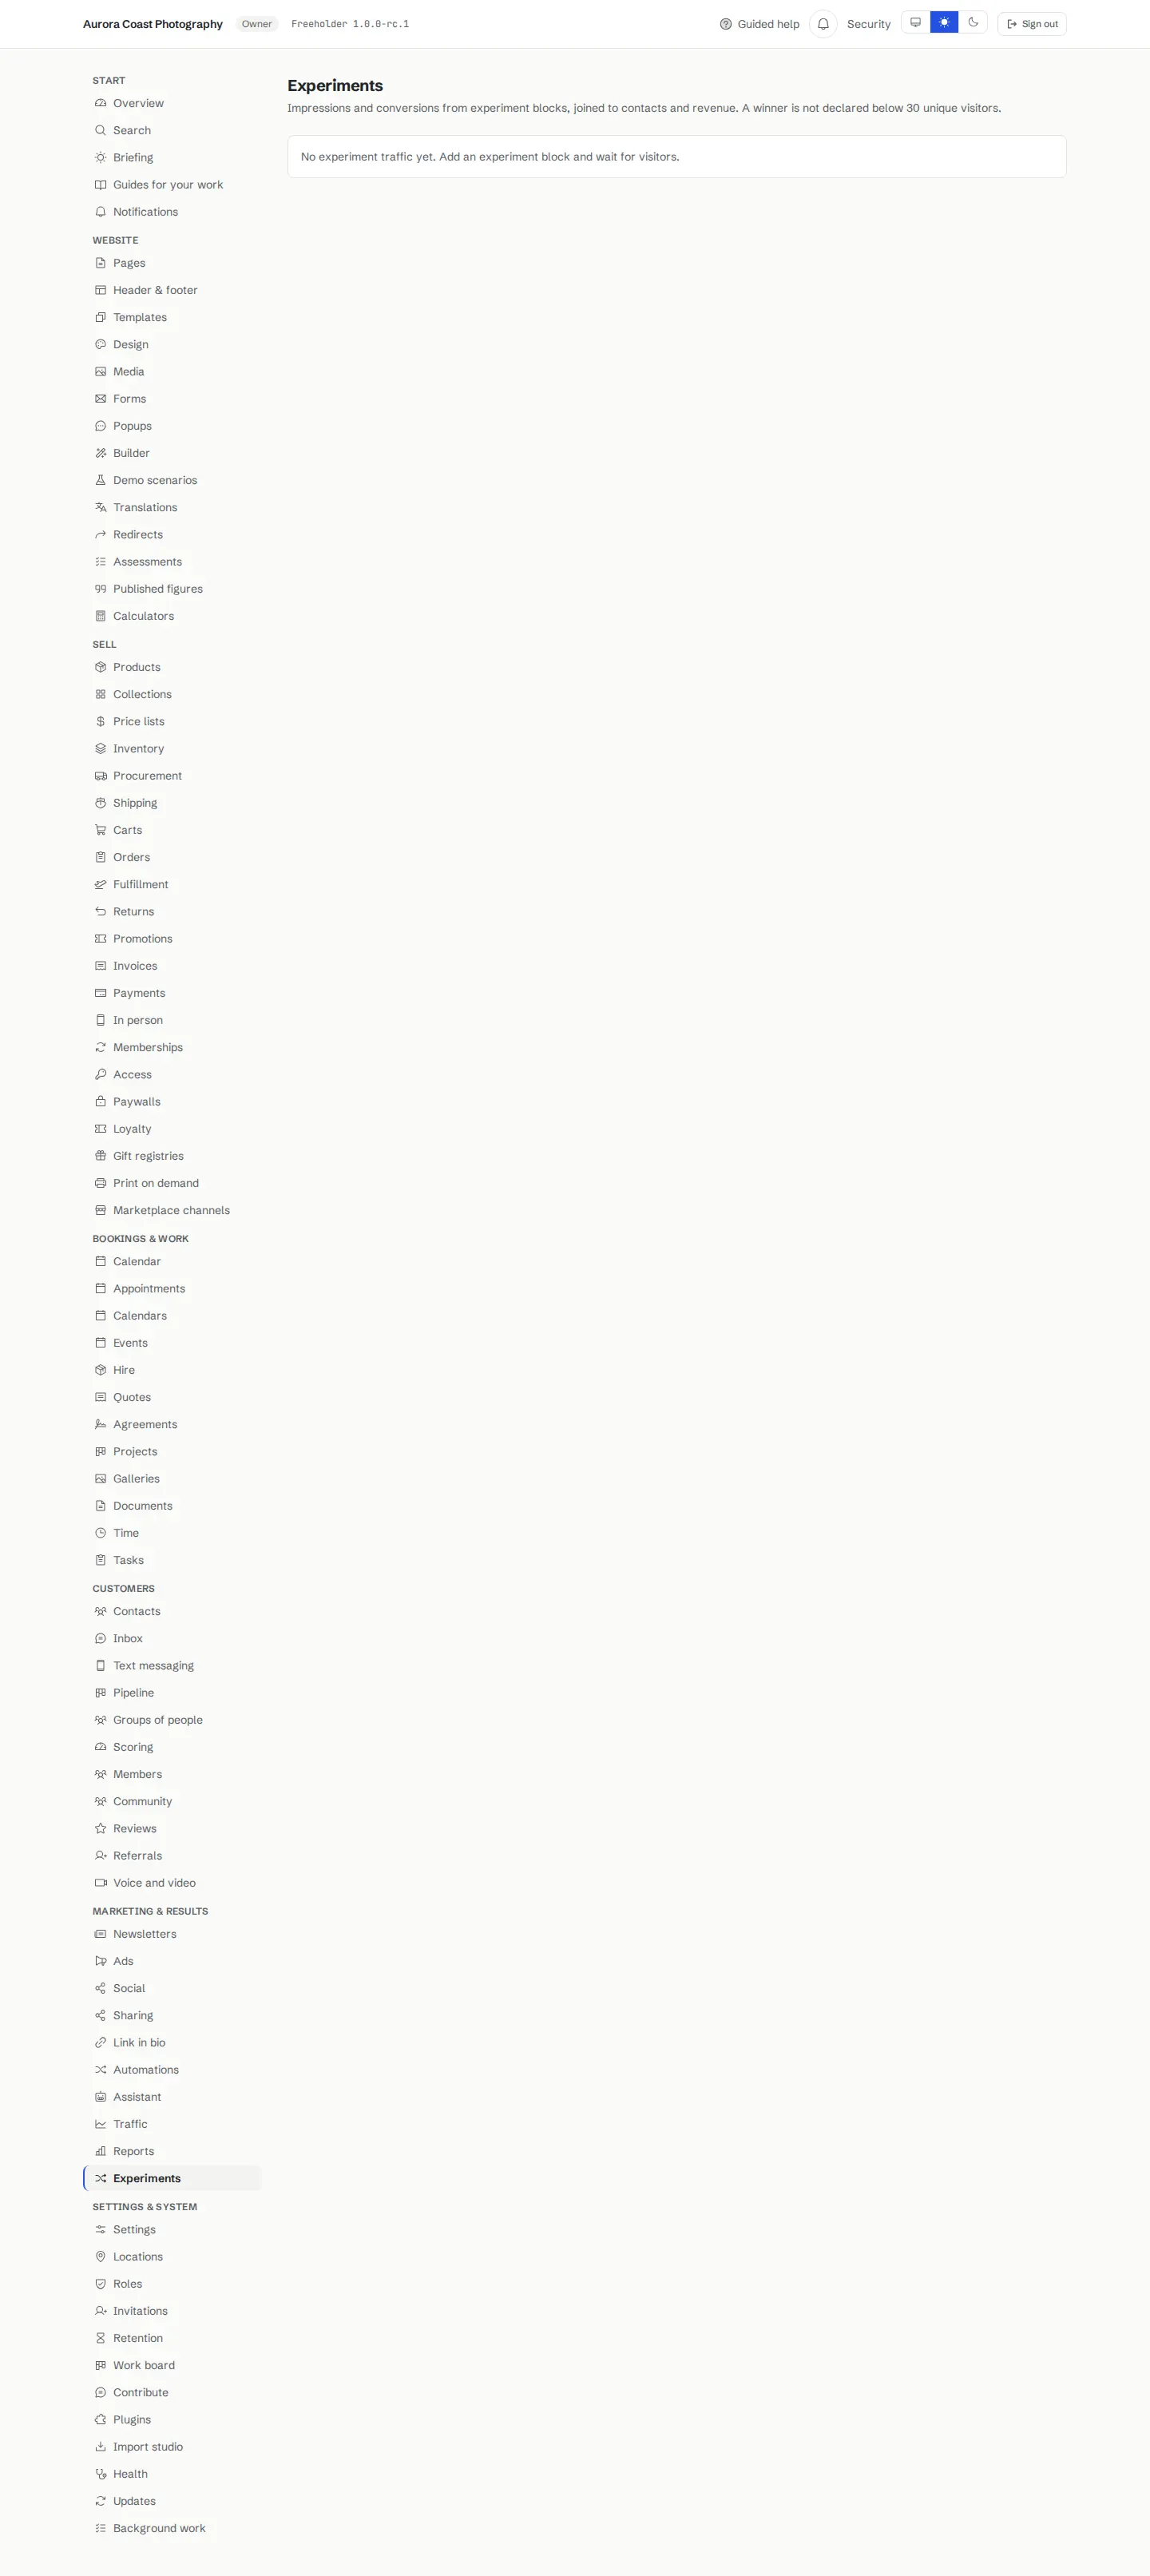 Aurora Coast Photography Owner Freeholder 1.0.0-rc.1 Guided help Security Sign out
START
Overview
Search
Briefing
Guides for your work
Notifications
WEBSITE
Pages
Header & footer
Templates
Design
Media
Forms
Popups
Builder
Demo scenarios
Translations
Redirects
Assessments
Published figures
Calculators
SELL
Products
Collections
Price lists
Inventory
Procurement
Shipping
Carts
Orders
Fulfillment
Returns
Promotions
Invoices
Payments
In person
Memberships
Access
Paywalls
Loyalty
Gift registries
Print on demand
Marketplace channels
BOOKINGS & WORK
Calendar
Appointments
Calendars
Events
Hire
Quotes
Agreements
Projects
Galleries
Documents
Time
Tasks
CUSTOMERS
Contacts
Inbox
Text messaging
Pipeline
Groups of people
Scoring
Members
Community
Reviews
Referrals
Voice and video
MARKETING & RESULTS
Newsletters
Ads
Social
Sharing
Link in bio
Automations
Assistant
Traffic
Reports
Experiments
SETTINGS & SYSTEM
Settings
Locations
Roles
Invitations
Retention
Work board
Contribute
Plugins
Import studio
Health
Updates
Background work
Experiments
Impressions and conversions from experiment blocks, joined to contacts and revenue. A winner is not declared below 30 unique visitors.
No experiment traffic yet. Add an experiment block and wait for visitors.